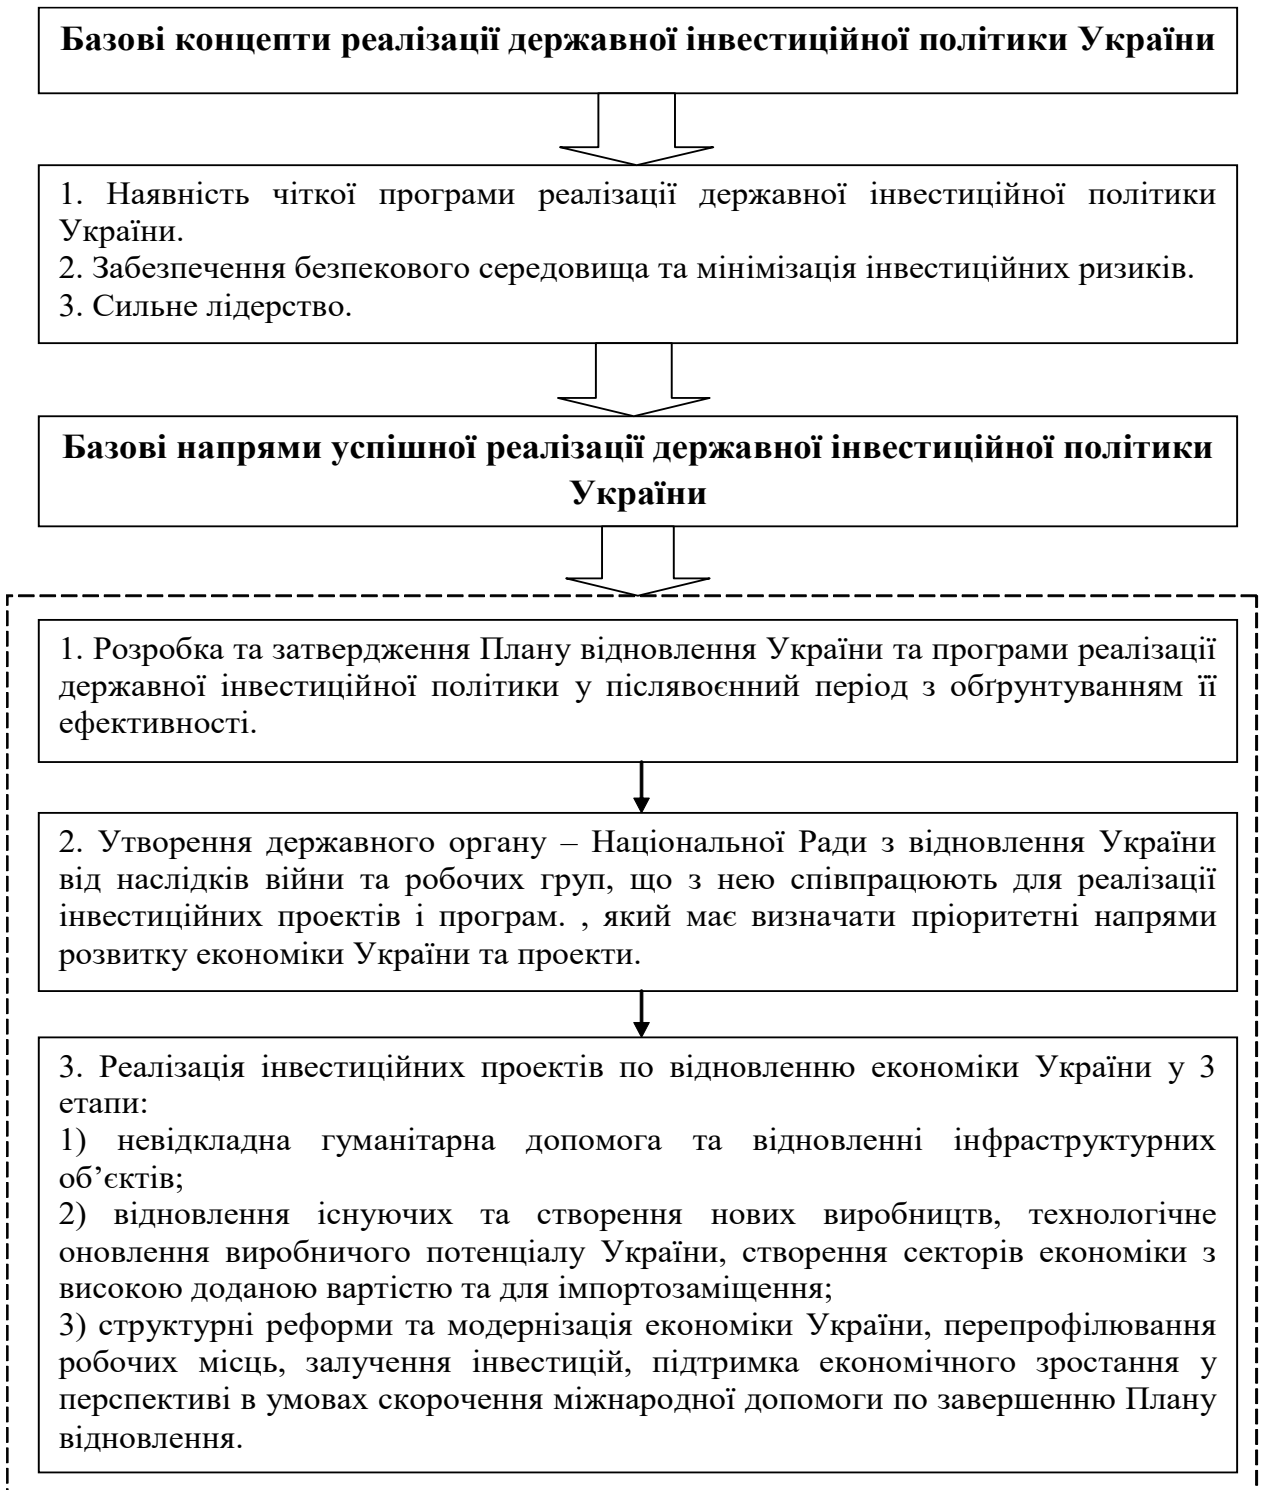 Базові концепти реалізації державної інвестиційної політики України
1. Наявність чіткої програми реалізації державної інвестиційної політики
України.
2. Забезпечення безпекового середовища та мінімізація інвестиційних ризиків.
3. Сильне лідерство.
Базові напрями успішної реалізації державної інвестиційної політики
України
1. Розробка та затвердження Плану відновлення України та програми реалізації
державної інвестиційної політики у післявоєнний період з обґрунтуванням її
ефективності.
2. Утворення державного органу – Національної Ради з відновлення України
від наслідків війни та робочих груп, що з нею співпрацюють для реалізації
інвестиційних проектів і програм. , який має визначати пріоритетні напрями
розвитку економіки України та проекти.
3. Реалізація інвестиційних проектів по відновленню економіки України у 3
етапи:
1) невідкладна гуманітарна допомога та відновленні інфраструктурних
об’єктів;
2) відновлення існуючих та створення нових виробництв, технологічне
оновлення виробничого потенціалу України, створення секторів економіки з
високою доданою вартістю та для імпортозаміщення;
3) структурні реформи та модернізація економіки України, перепрофілювання
робочих місць, залучення інвестицій, підтримка економічного зростання у
перспективі в умовах скорочення міжнародної допомоги по завершенню Плану
відновлення.